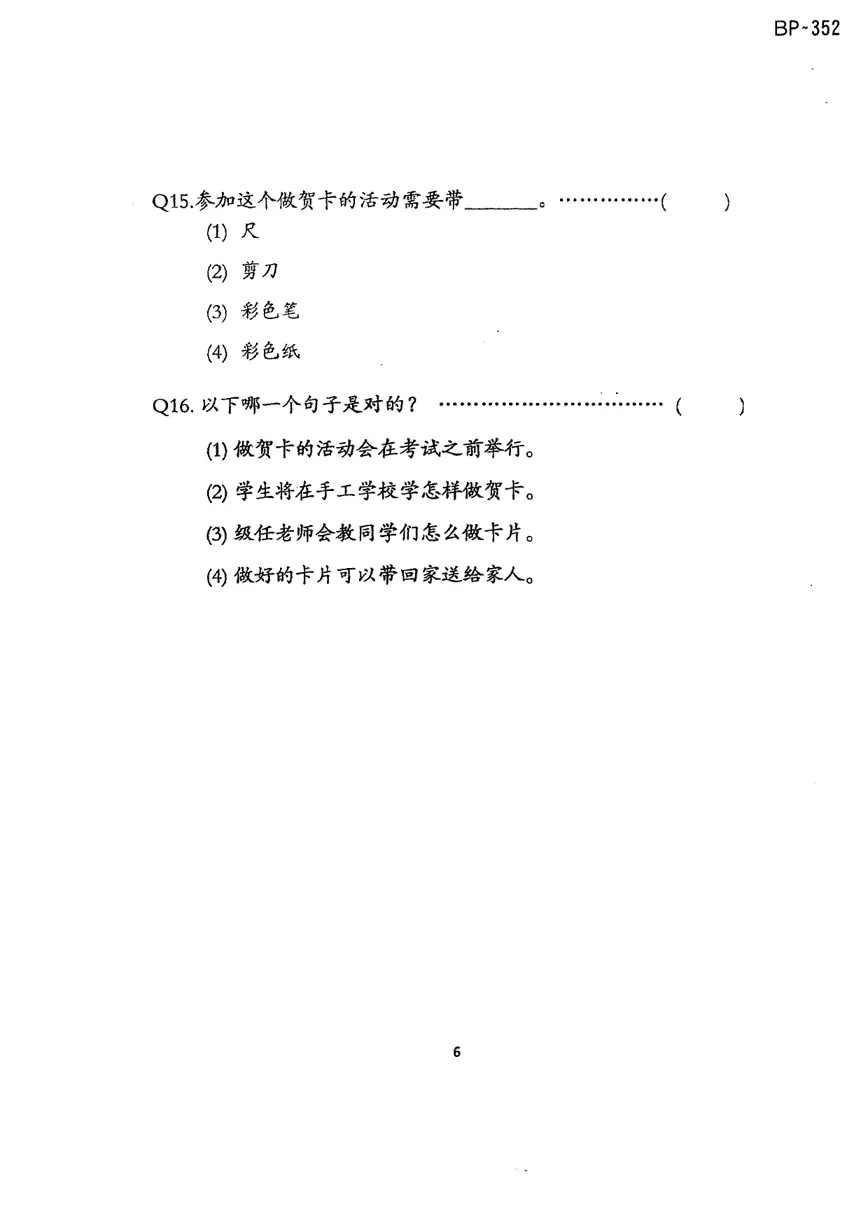 BP~352
Q15.参加这个做贺卡的活动需要带_______。……………( )
(1) 尺
(2) 剪刀
(3) 彩色笔
(4) 彩色纸
Q16. 以下哪一个句子是对的？ …………………………… ( )
(1) 做贺卡的活动会在考试之前举行。
(2) 学生将在手工学校学怎样做贺卡。
(3) 级任老师会教同学们怎么做卡片。
(4) 做好的卡片可以带回家送给家人。
6